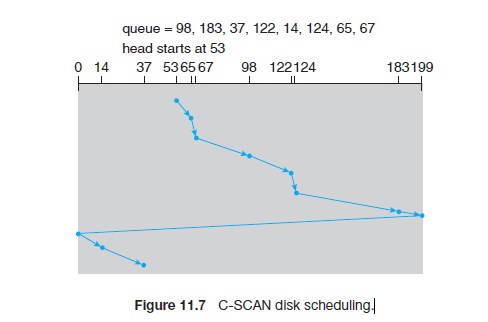 queue = 98, 183, 37, 122, 14, 124, 65, 67
head starts at 53
0 14 37 53 65 67 98 122 124 183 199
Figure 11.7 C-SCAN disk scheduling.